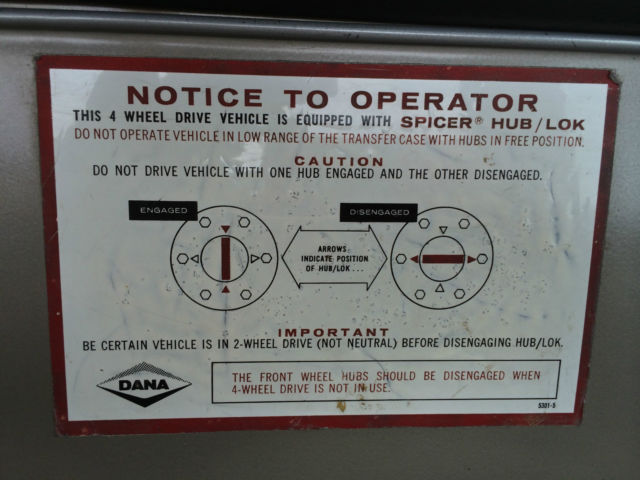 NOTICE TO OPERATOR
THIS 4 WHEEL DRIVE VEHICLE IS EQUIPPED WITH SPICER® HUB/LOK
DO NOT OPERATE VEHICLE IN LOW RANGE OF THE TRANSFER CASE WITH HUBS IN FREE POSITION.
CAUTION
DO NOT DRIVE VEHICLE WITH ONE HUB ENGAGED AND THE OTHER DISENGAGED.
ENGAGED
DISENGAGED
ARROWS
INDICATE POSITION
OF HUB/LOK...
IMPORTANT
BE CERTAIN VEHICLE IS IN 2-WHEEL DRIVE (NOT NEUTRAL) BEFORE DISENGAGING HUB/LOK.
DANA
THE FRONT WHEEL HUBS SHOULD BE DISENGAGED WHEN
4-WHEEL DRIVE IS NOT IN USE.
5301-5